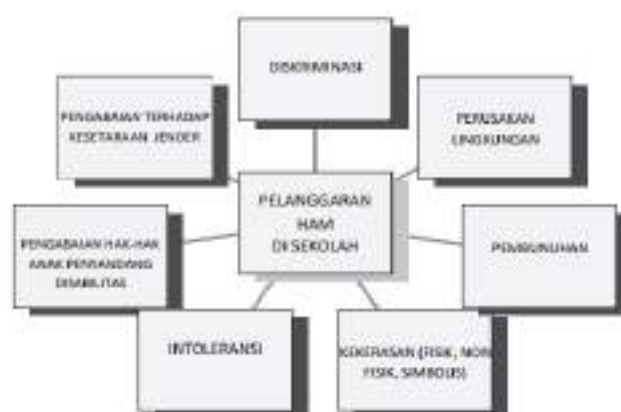 DISKRIMINASI
PENGABAIAN TERHADAP
KESETARAAN JENDER
PERUSAKAN
LINGKUNGAN
PELANGGARAN
HAM
DI SEKOLAH
PENGABAIAN HAK-HAK
ANAK PENYANDANG
DISABILITAS
PEMBUNUHAN
INTOLERANSI
KEKERASAN (FISIK, NON
FISIK, SIMBOLIS)